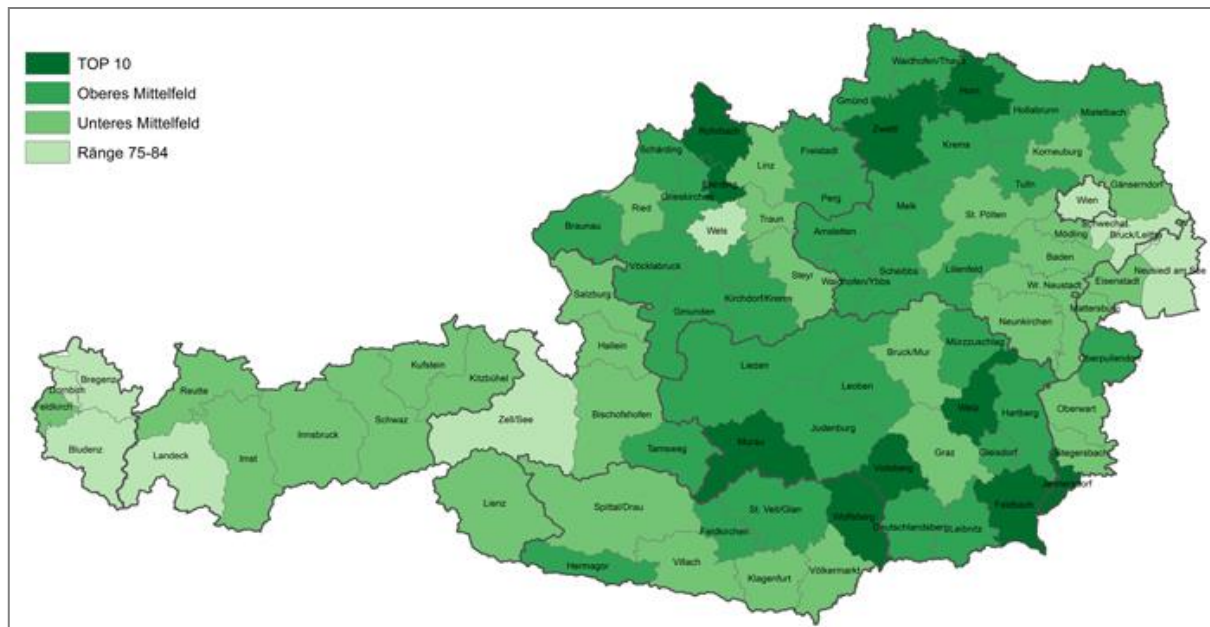 TOP 10
Oberes Mittelfeld
Unteres Mittelfeld
Ränge 75-84
Waidhofen/Thaya
Horn
Gmünd
Hollabrunn
Mistelbach
Zwettl
Rohrbach
Schärding
Linz
Freistadt
Krems
Korneuburg
Gänserndorf
Eferding
Grieskirchen
Perg
Tulln
Wien
Ried
Traun
Melk
St. Pölten
Schwechat
Bruck/Leitha
Braunau
Wels
Amstetten
Mödling
Baden
Vöcklabruck
Steyr
Scheibbs
Lilienfeld
Neusiedl am See
Waidhofen/Ybbs
Eisenstadt
Salzburg
Kirchdorf/Krems
Wr. Neustadt
Gmunden
Mattersburg
Neunkirchen
Hallein
Bruck/Mur
Mürzzuschlag
Oberpullendorf
Kufstein
Liezen
Bregenz
Kitzbühel
Leoben
Dornbirn
Reutte
Feldkirch
Schwaz
Bischofshofen
Weiz
Hartberg
Oberwart
Zell/See
Judenburg
Innsbruck
Bludenz
Landeck
Imst
Murau
Tamsweg
Graz
Gleisdorf
Stegersbach
Voitsberg
Jennersdorf
Lienz
Spittal/Drau
St. Veit/Glan
Wolfsberg
Feldbach
Feldkirchen
Deutschlandsberg
Leibnitz
Hermagor
Villach
Klagenfurt
Völkermarkt